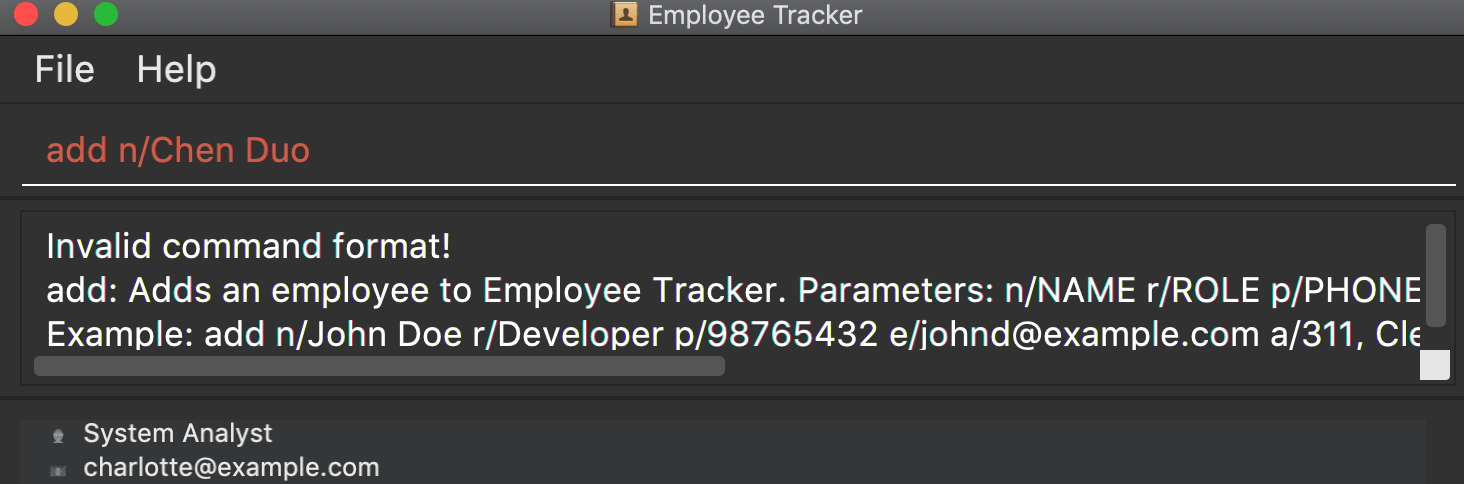 Employee Tracker
File Help
add n/Chen Duo
Invalid command format!
add: Adds an employee to Employee Tracker. Parameters: n/NAME r/ROLE p/PHONE
Example: add n/John Doe r/Developer p/98765432 e/johnd@example.com a/311, Cle
System Analyst
charlotte@example.com